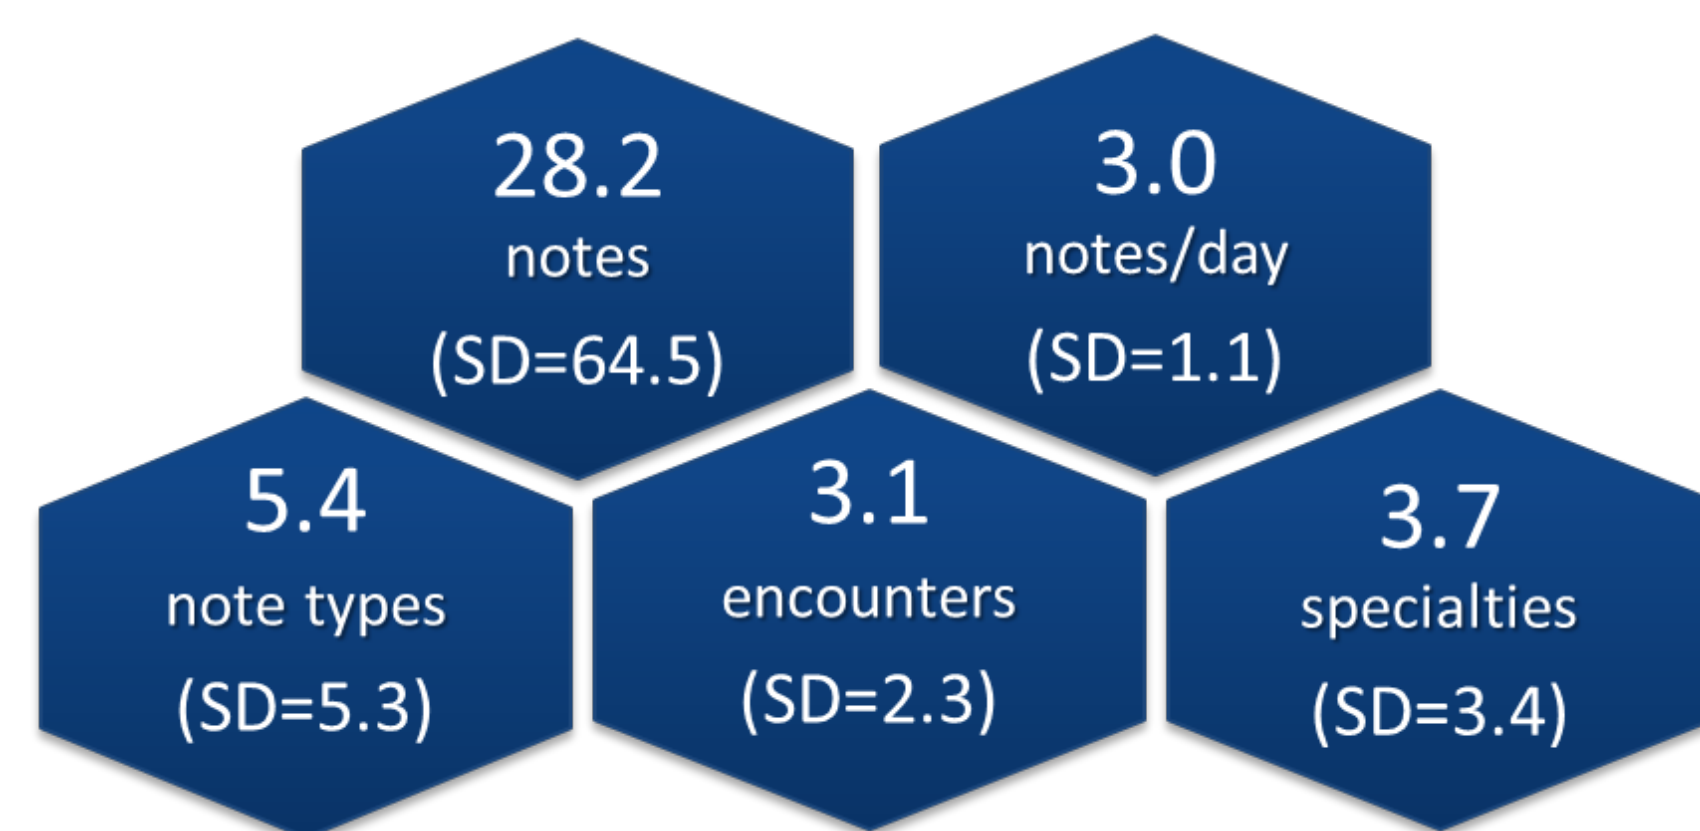 28.2
notes
(SD=64.5)
3.0
notes/day
(SD=1.1)
5.4
note types
(SD=5.3)
3.1
encounters
(SD=2.3)
3.7
specialties
(SD=3.4)